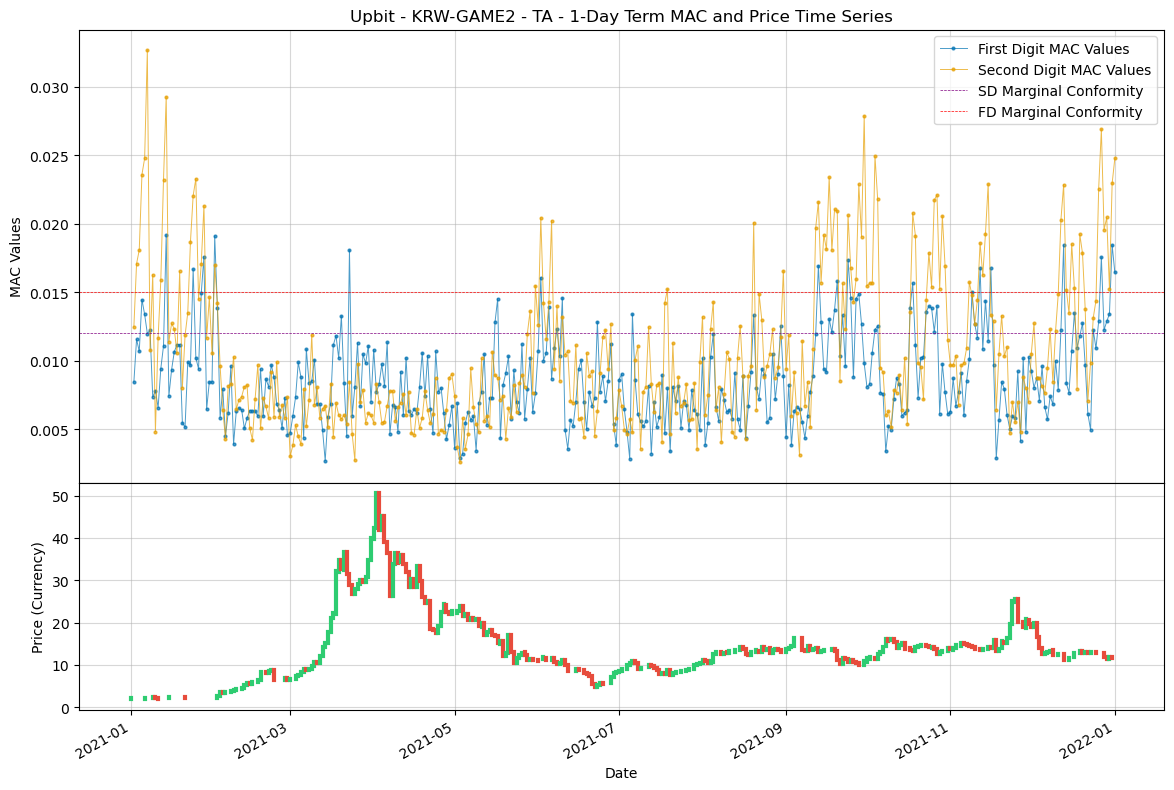 Upbit - KRW-GAME2 - TA - 1-Day Term MAC and Price Time Series
First Digit MAC Values
Second Digit MAC Values
SD Marginal Conformity
FD Marginal Conformity
MAC Values
0.030
0.025
0.020
0.015
0.010
0.005
Price (Currency)
50
40
30
20
10
0
2021-01
2021-03
2021-05
2021-07
2021-09
2021-11
2022-01
Date